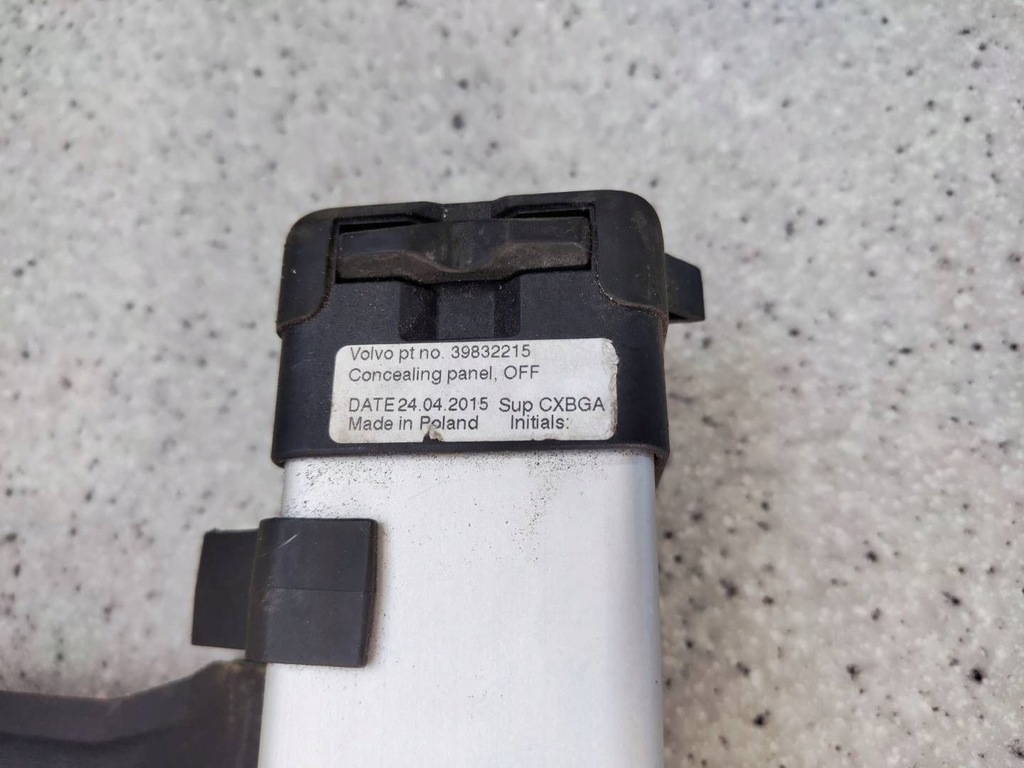 Volvo pt no. 39832215
Concealing panel, OFF
DATE 24.04.2015 Sup CXBGA
Made in Poland Initials: